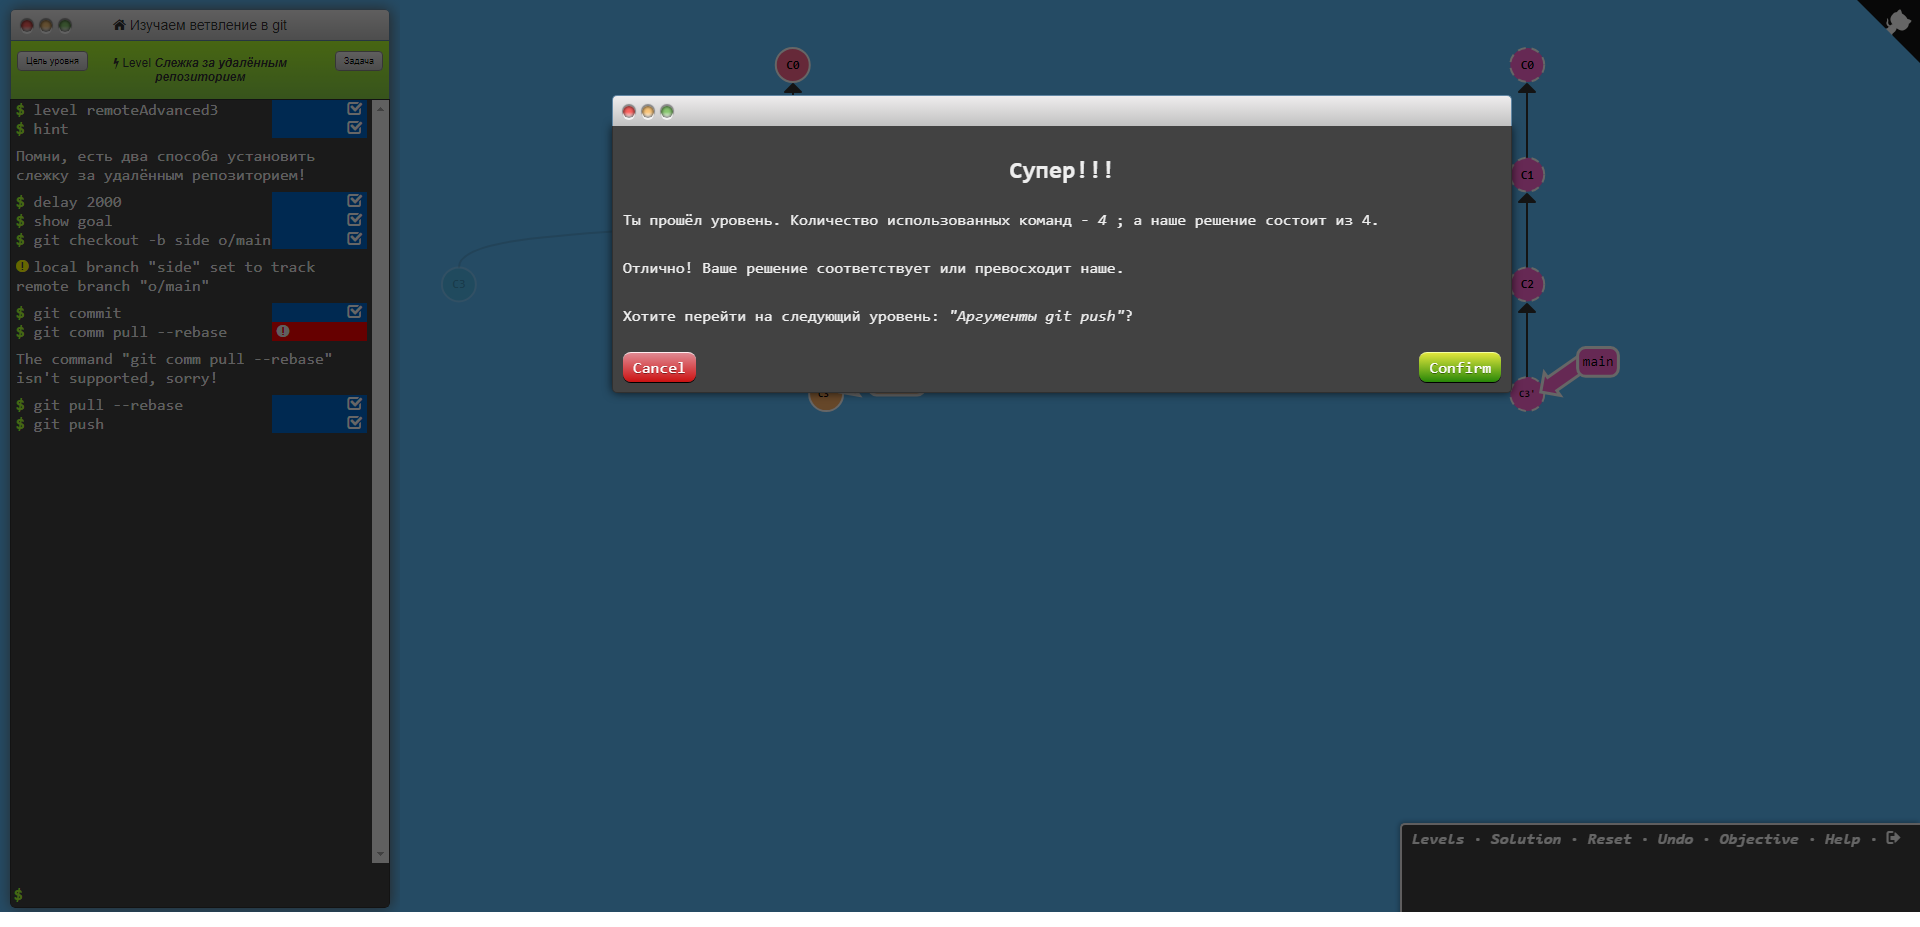 Изучаем ветвление в git
Цель уровня
Level Слежка за удалённым
репозиторием
Задача
$ level remoteAdvanced3
$ hint
Помни, есть два способа установить
слежку за удалённым репозиторием!
$ delay 2000
$ show goal
$ git checkout -b side o/main
local branch "side" set to track
remote branch "o/main"
$ git commit
$ git comm pull --rebase
The command "git comm pull --rebase"
isn't supported, sorry!
$ git pull --rebase
$ git push
$
C0
C3
Супер!!!
Ты прошёл уровень. Количество использованных команд - 4 ; а наше решение состоит из 4.
Отлично! Ваше решение соответствует или превосходит наше.
Хотите перейти на следующий уровень: "Аргументы git push"?
Cancel
Confirm
C0
C1
C2
main
C3'
Levels · Solution · Reset · Undo · Objective · Help ·